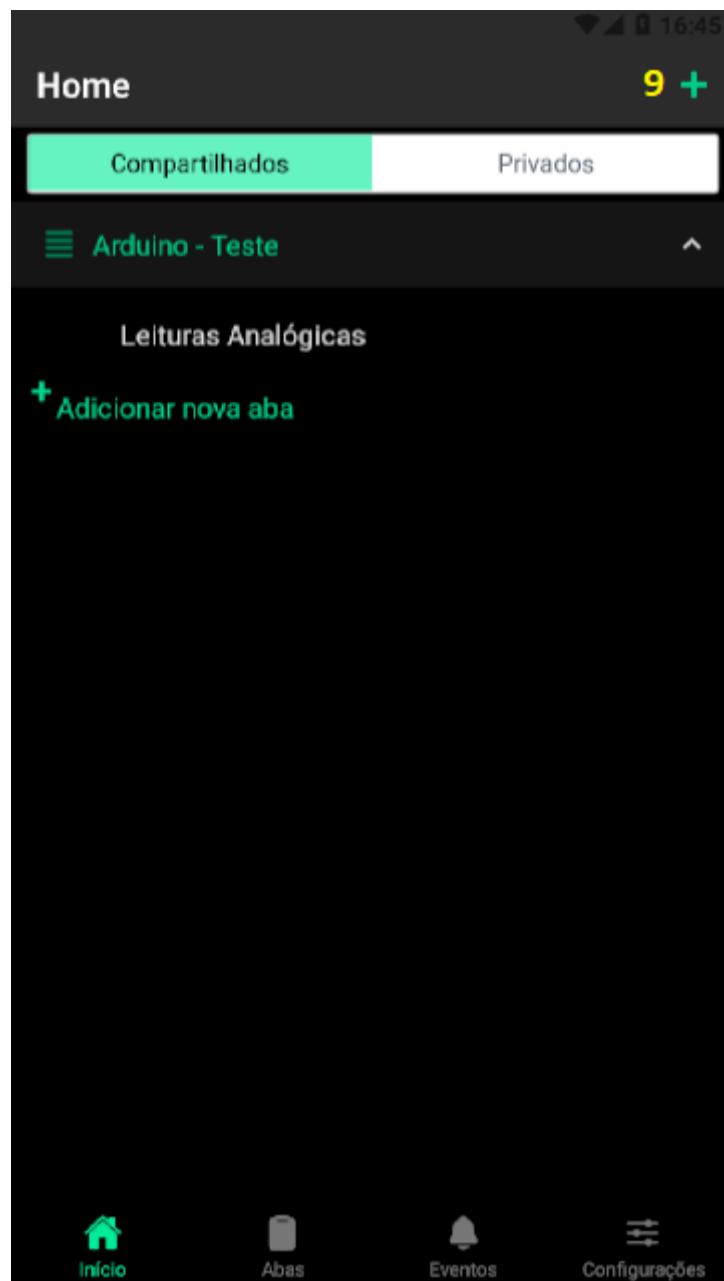 16:45
Home 9 +
Compartilhados Privados
Arduino - Teste
Leituras Analógicas
+ Adicionar nova aba
Início Abas Eventos Configurações